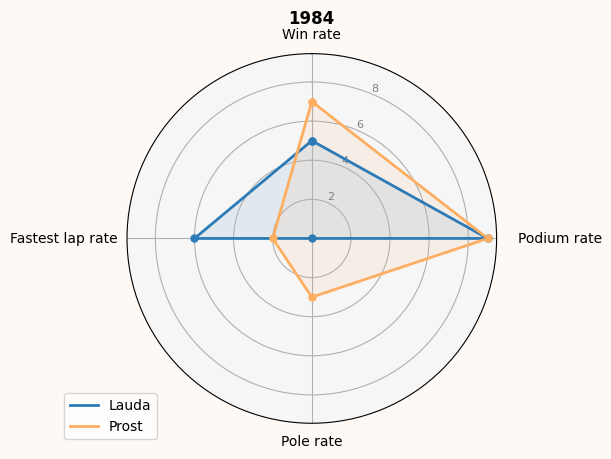 1984
Win rate
8
6
4
2
Fastest lap rate
Podium rate
Lauda
Prost
Pole rate